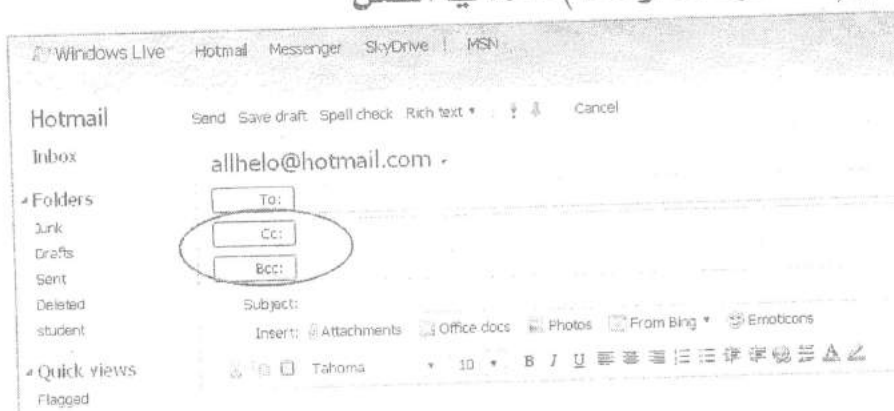 Windows Live Hotmail Messenger SkyDrive | MSN
Hotmail Send Save draft Spell check Rich text Cancel
Inbox
allhelo@hotmail.com
Folders
To:
Junk
Cc:
Drafts
Sent
Bcc:
Deleted
Subject:
student
Insert: Attachments Office docs Photos From Bing Emoticons
Quick views
Tahoma 10 B I U A
Flagged